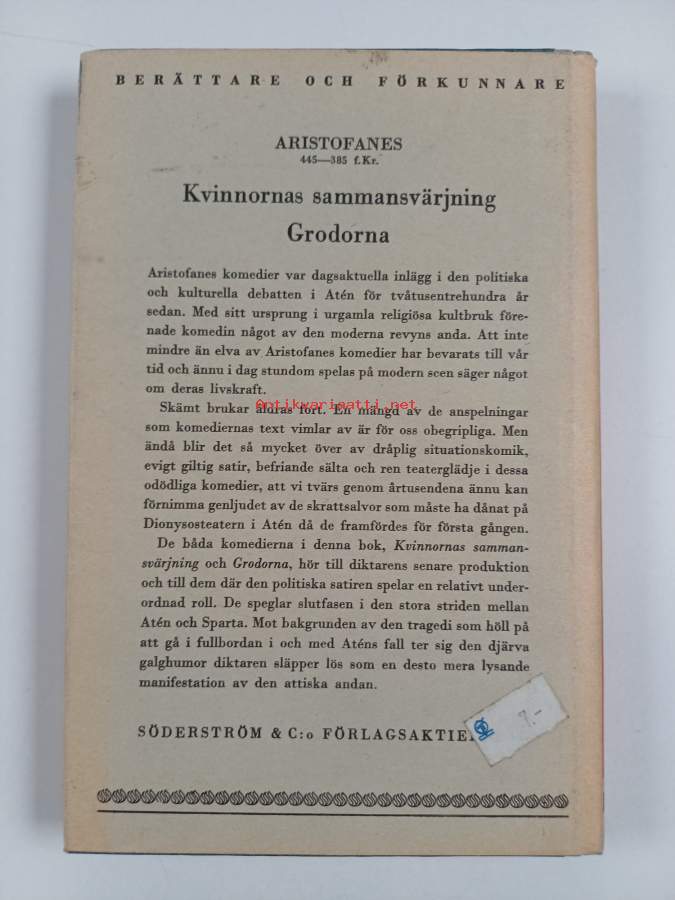 BERÄTTARE OCH FÖRKUNNARE
ARISTOFANES
445—385 f.Kr.
Kvinnornas sammansvärjning
Grodorna
Aristofanes komedier var dagsaktuella inlägg i den politiska
och kulturella debatten i Atén för tvåtusentrehundra år
sedan. Med sitt ursprung i urgamla religiösa kultbruk före-
nade komedin något av den moderna revyns anda. Att inte
mindre än elva av Aristofanes komedier har bevarats till vår
tid och ännu i dag stundom spelas på modern scen säger något
om deras livskraft.
Antikvariaatti.net
Skämt brukar åldras fort. En mängd av de anspelningar
som komediernas text vimlar av är för oss obegripliga. Men
ändå blir det så mycket över av dråplig situationskomik,
evigt giltig satir, befriande sälta och ren teaterglädje i dessa
odödliga komedier, att vi tvärs genom årtusendena ännu kan
förnimma genljudet av de skrattsalvor som måste ha dånat på
Dionysosteatern i Atén då de framfördes för första gången.
De båda komedierna i denna bok, Kvinnornas samman-
svärjning och Grodorna, hör till diktarens senare produktion
och till dem där den politiska satiren spelar en relativt under-
ordnad roll. De speglar slutfasen i den stora striden mellan
Atén och Sparta. Mot bakgrunden av den tragedi som höll på
att gå i fullbordan i och med Aténs fall ter sig den djärva
galghumor diktaren släpper lös som en desto mera lysande
manifestation av den attiska andan.
7.-
SÖDERSTRÖM & C:o FÖRLAGSAKTIE